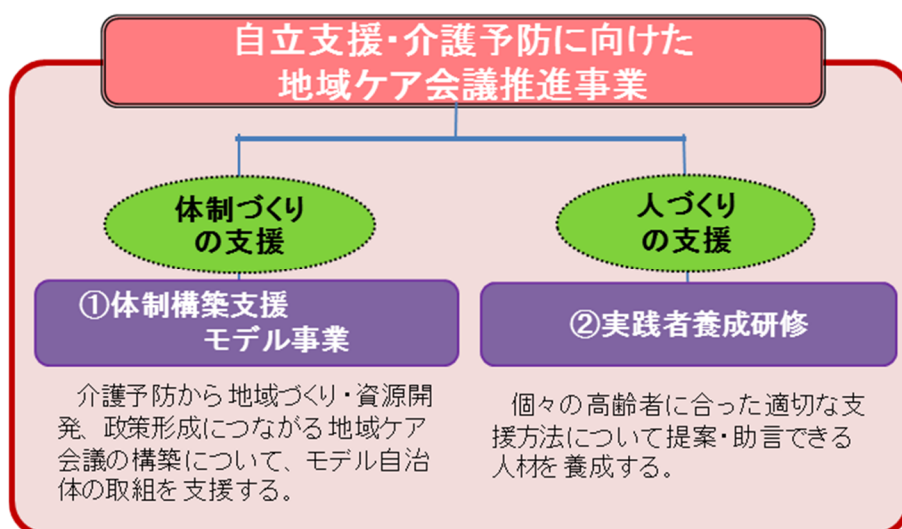 自立支援・介護予防に向けた
地域ケア会議推進事業
体制づくり
の支援
人づくり
の支援
①体制構築支援
モデル事業
②実践者養成研修
介護予防から地域づくり・資源開
発、政策形成につながる地域ケア
会議の構築について、モデル自治
体の取組を支援する。
個々の高齢者に合った適切な支
援方法について提案・助言できる
人材を養成する。